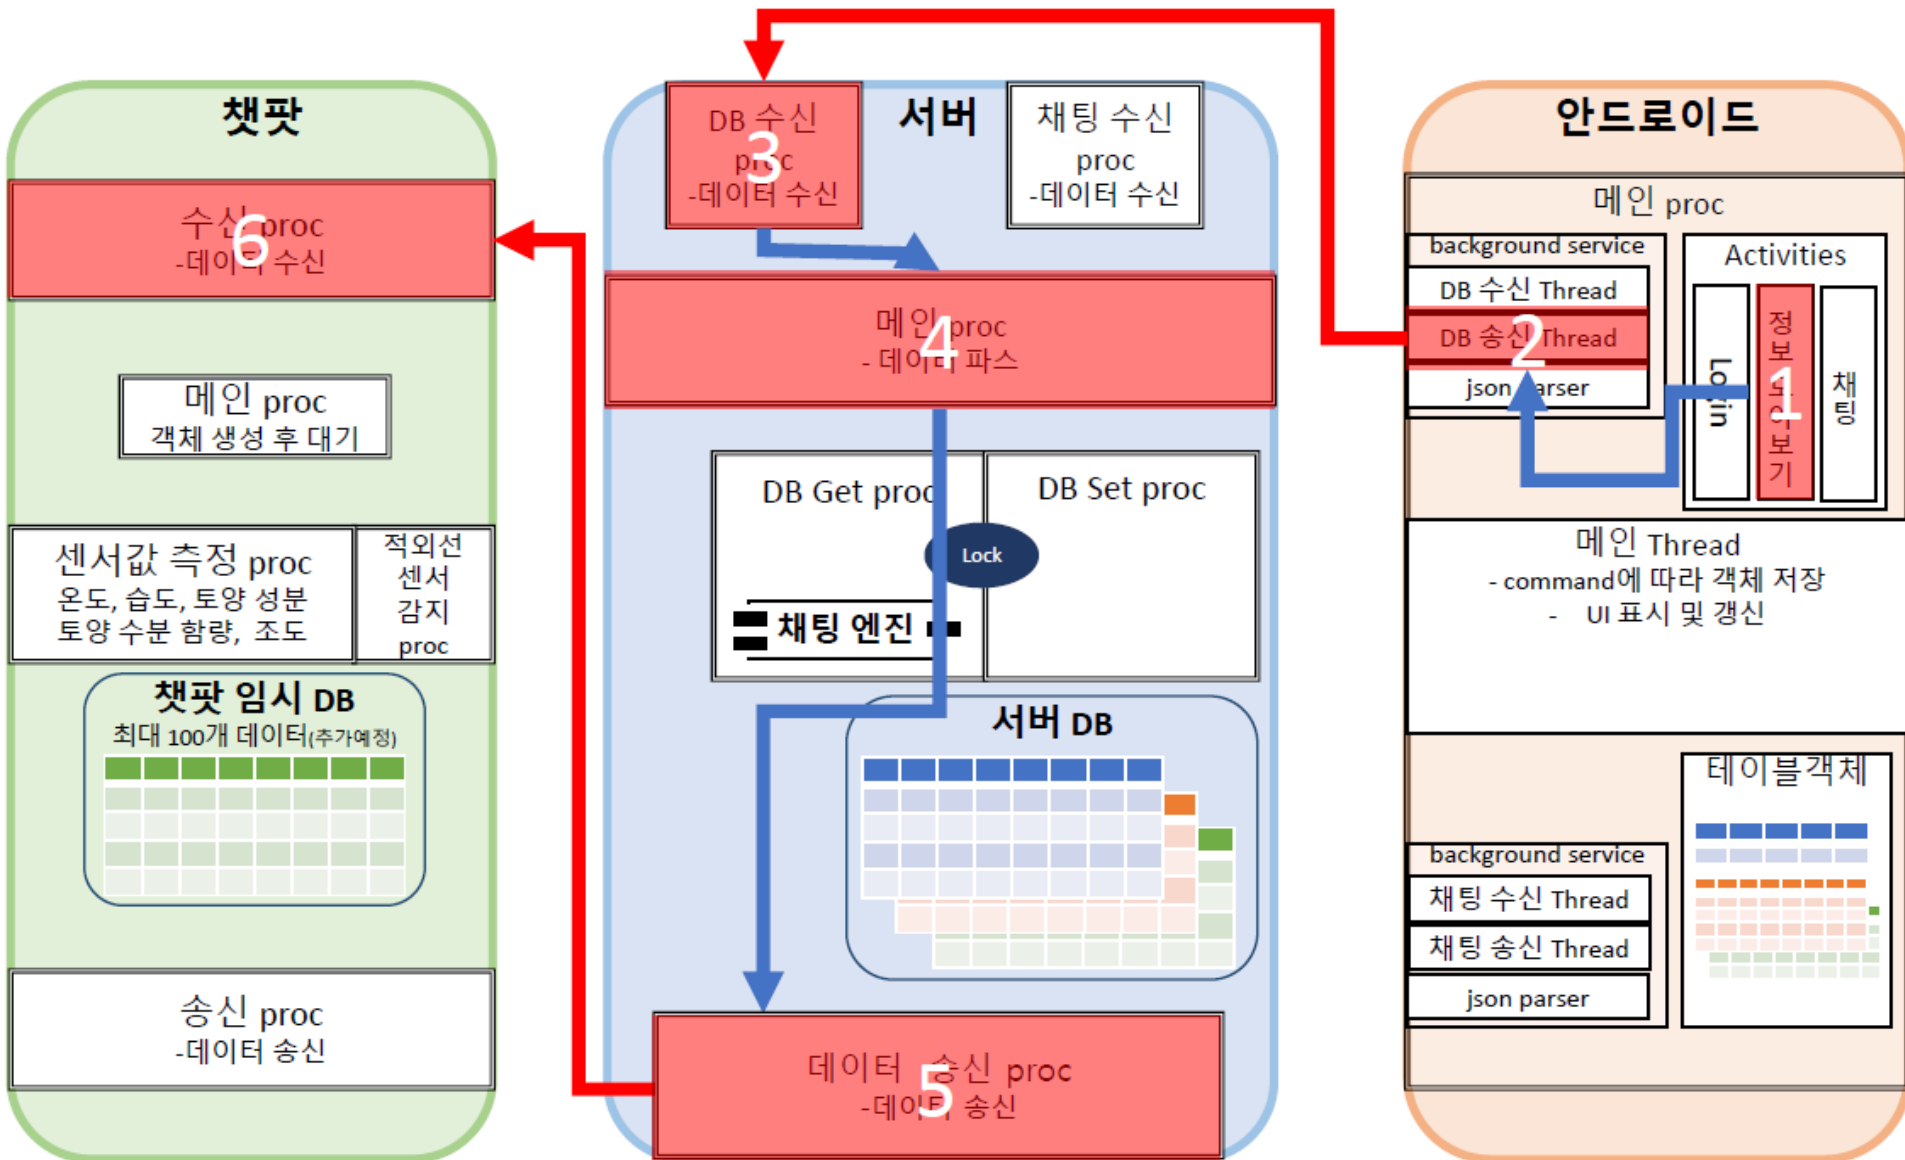 챗팟
수신 proc
-데이터 수신
6
메인 proc
객체 생성 후 대기
센서값 측정 proc
온도, 습도, 토양 성분
토양 수분 함량, 조도
적외선
센서
감지
proc
챗팟 임시 DB
최대 100개 데이터(추가예정)
송신 proc
-데이터 송신
서버
DB 수신
proc
-데이터 수신
3
채팅 수신
proc
-데이터 수신
메인 proc
- 데이터 파스
4
DB Get proc
DB Set proc
Lock
채팅 엔진
서버 DB
데이터 송신 proc
-데이터 송신
5
안드로이드
메인 proc
background service
DB 수신 Thread
DB 송신 Thread
2
json parser
Activities
Login
정보보기
1
채팅
메인 Thread
- command에 따라 객체 저장
- UI 표시 및 갱신
background service
채팅 수신 Thread
채팅 송신 Thread
json parser
테이블객체